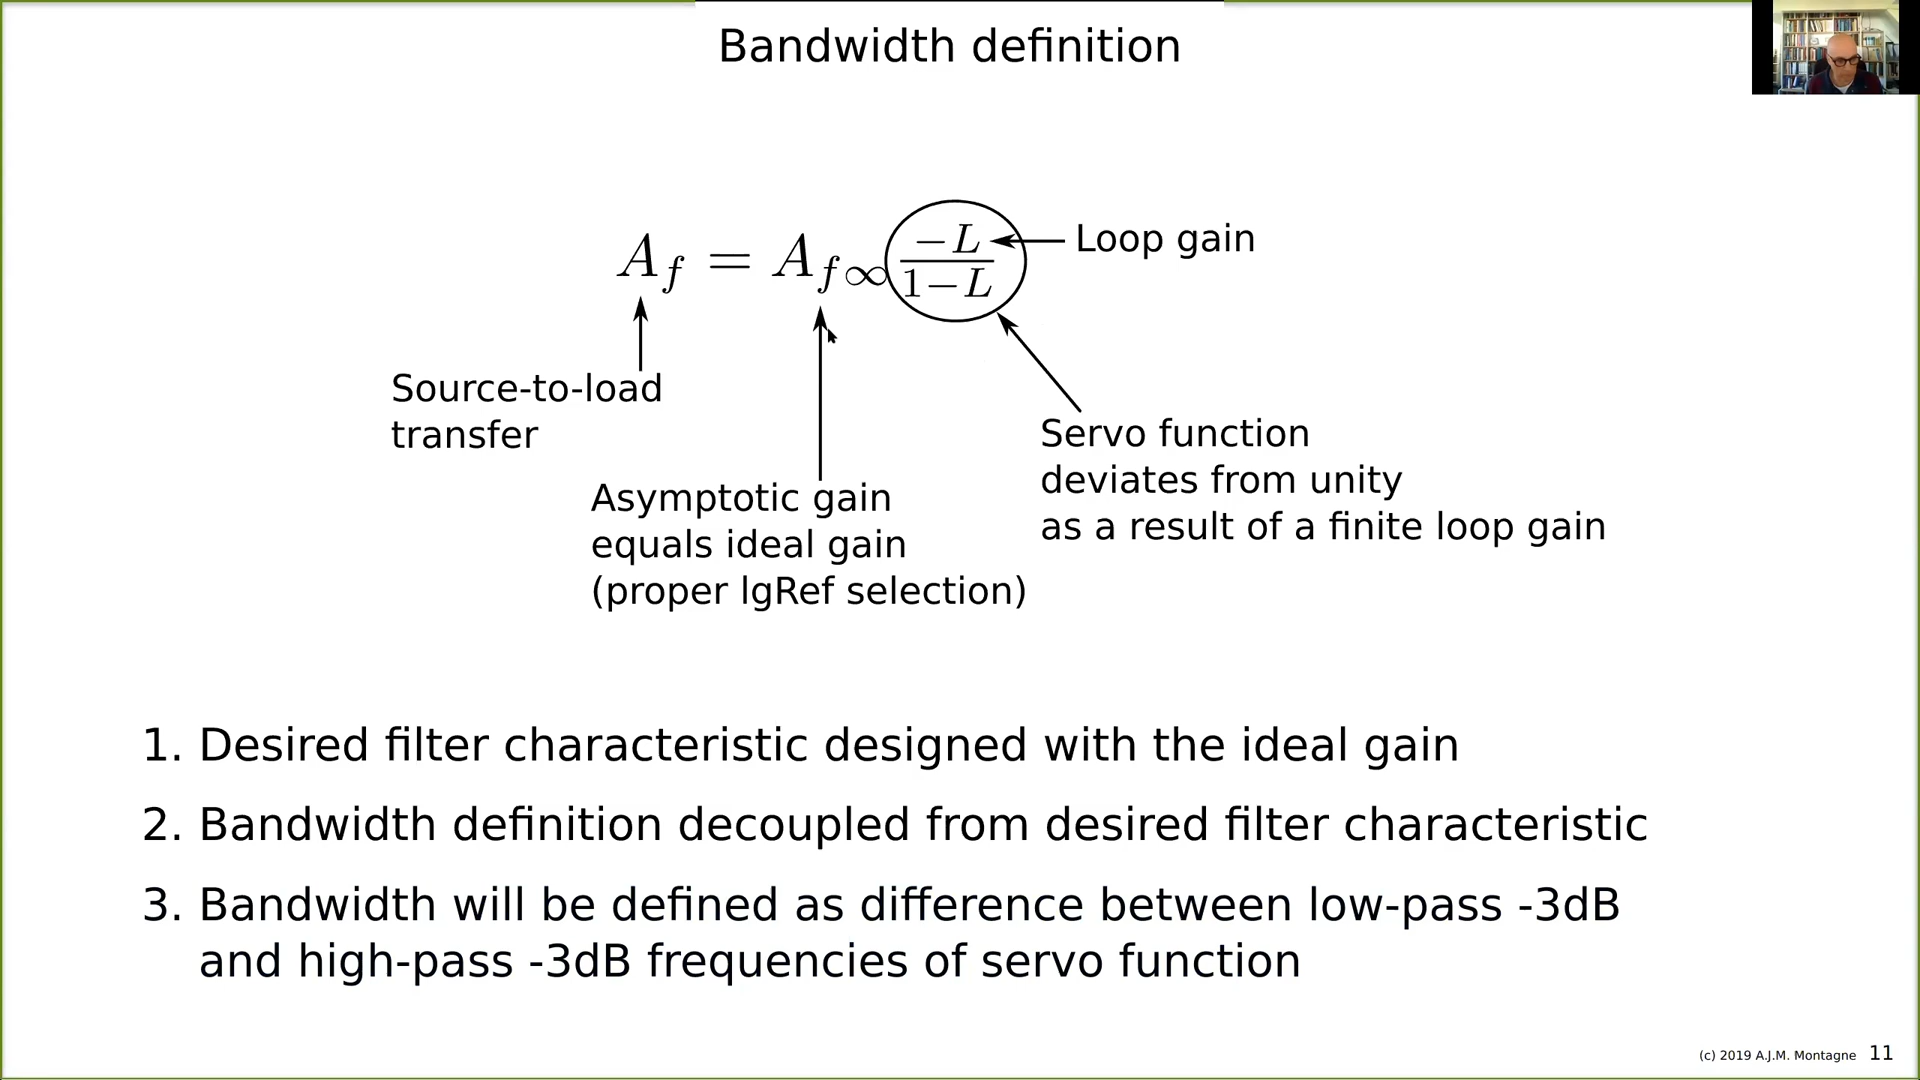 Bandwidth definition
A_f = A_{f∞} \frac{-L}{1-L}
Loop gain
Source-to-load
transfer
Servo function
deviates from unity
as a result of a finite loop gain
Asymptotic gain
equals ideal gain
(proper lgRef selection)
1. Desired filter characteristic designed with the ideal gain
2. Bandwidth definition decoupled from desired filter characteristic
3. Bandwidth will be defined as difference between low-pass -3dB
and high-pass -3dB frequencies of servo function
(c) 2019 A.J.M. Montagne 11